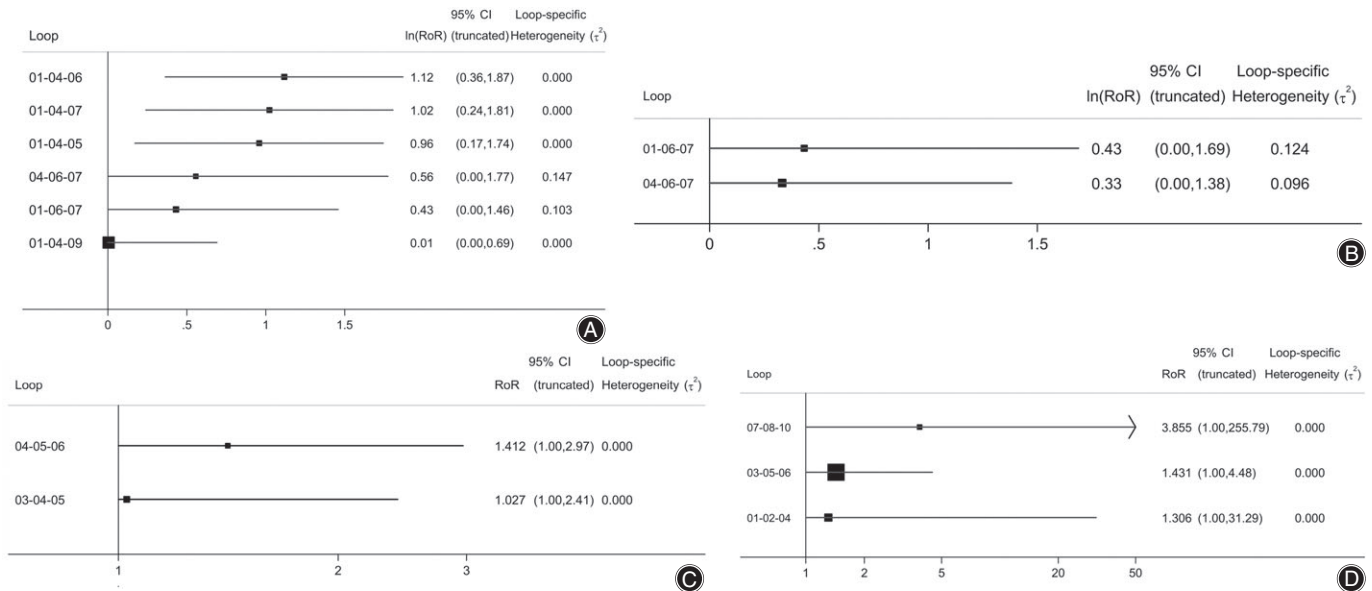 95% CI Loop-specific
Loop ln(RoR) (truncated) Heterogeneity (τ²)
01-04-06 1.12 (0.36,1.87) 0.000
01-04-07 1.02 (0.24,1.81) 0.000
01-04-05 0.96 (0.17,1.74) 0.000
04-06-07 0.56 (0.00,1.77) 0.147
01-06-07 0.43 (0.00,1.46) 0.103
01-04-09 0.01 (0.00,0.69) 0.000
0 .5 1 1.5
A
95% CI Loop-specific
Loop ln(RoR) (truncated) Heterogeneity (τ²)
01-06-07 0.43 (0.00,1.69) 0.124
04-06-07 0.33 (0.00,1.38) 0.096
0 .5 1 1.5
B
95% CI Loop-specific
Loop RoR (truncated) Heterogeneity (τ²)
04-05-06 1.412 (1.00,2.97) 0.000
03-04-05 1.027 (1.00,2.41) 0.000
1 2 3
C
95% CI Loop-specific
Loop RoR (truncated) Heterogeneity (τ²)
07-08-10 3.855 (1.00,255.79) 0.000
03-05-06 1.431 (1.00,4.48) 0.000
01-02-04 1.306 (1.00,31.29) 0.000
1 2 5 20 50
D